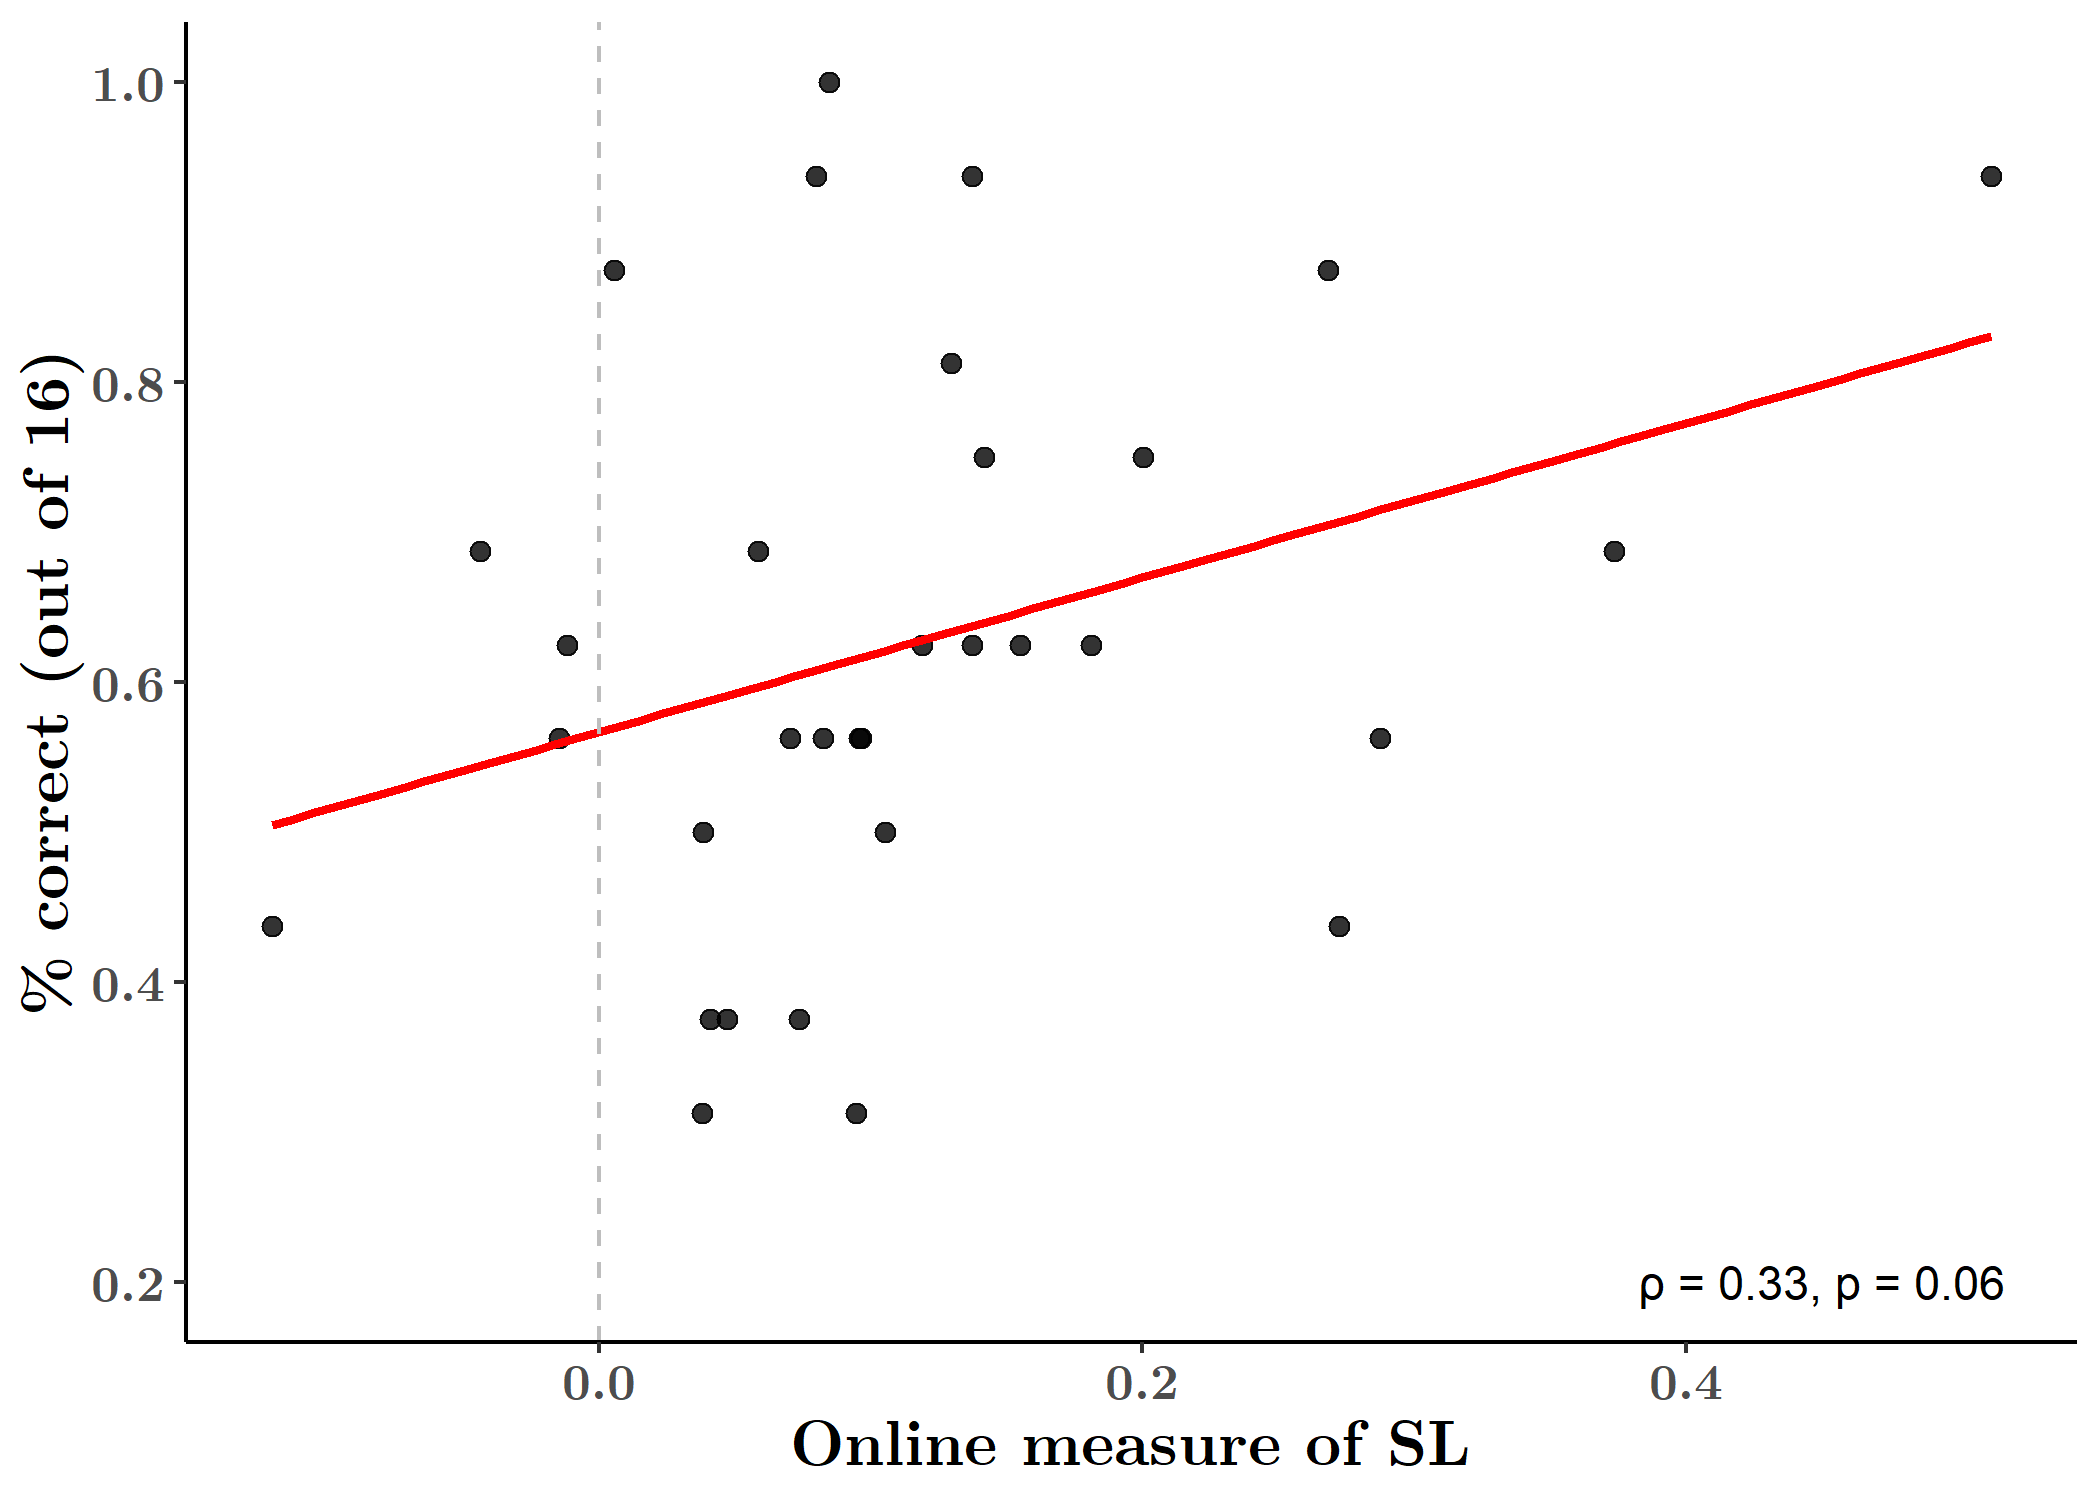 % correct (out of 16)
1.0
0.8
0.6
0.4
0.2
ρ = 0.33, p = 0.06
0.0 0.2 0.4
Online measure of SL